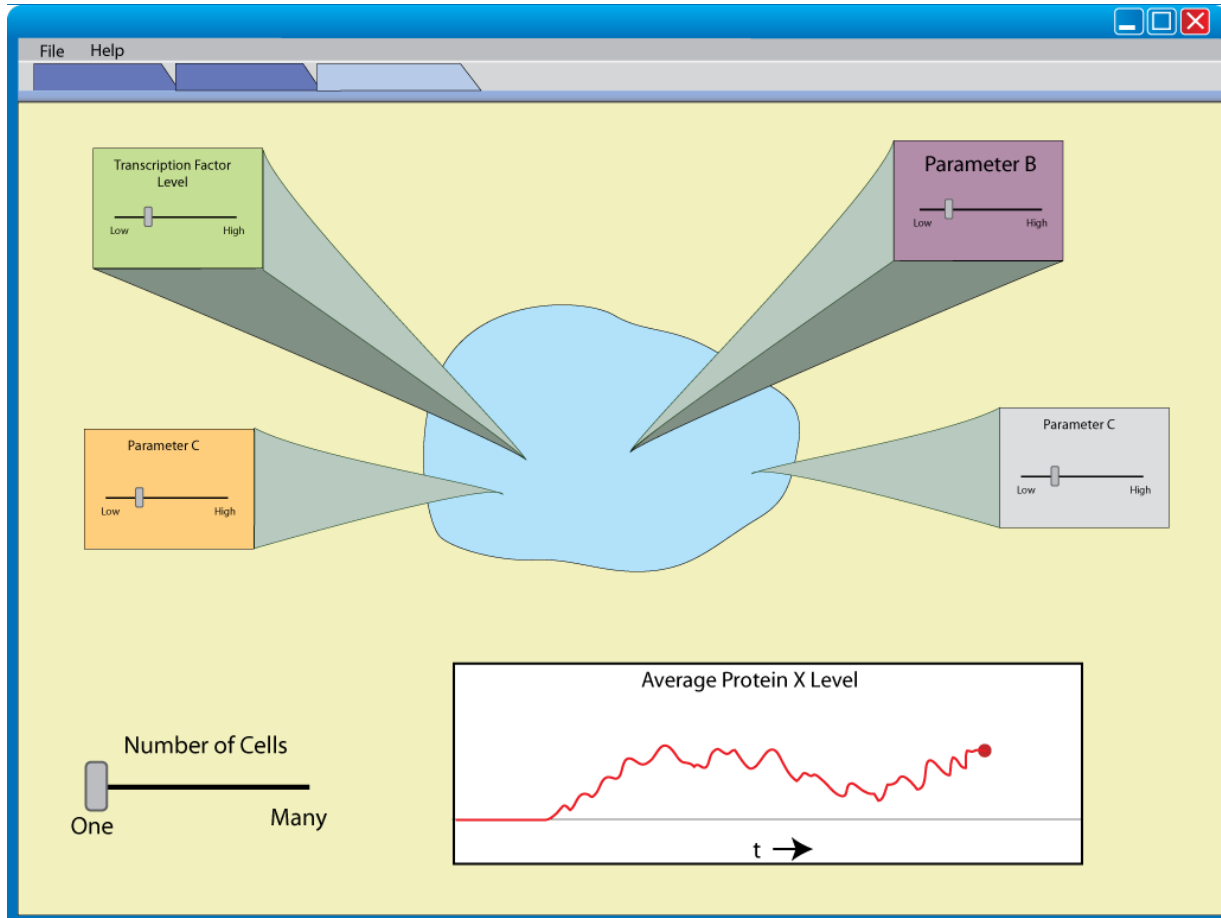 File Help
Transcription Factor
Level
Low High
Parameter B
Low High
Parameter C
Low High
Parameter C
Low High
Number of Cells
One Many
Average Protein X Level
t